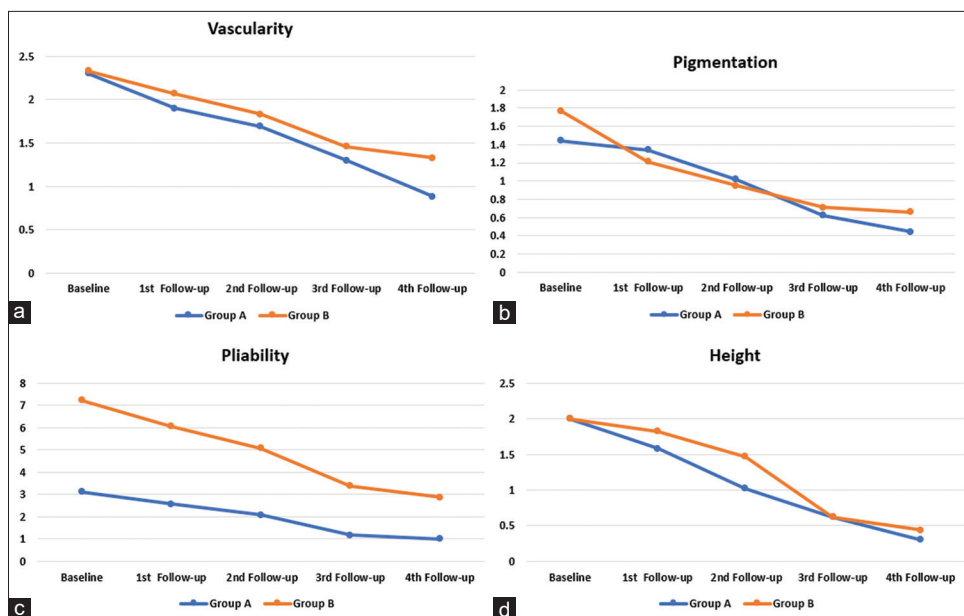 Vascularity
2.5
2
1.5
1
0.5
0
Baseline 1st Follow-up 2nd Follow-up 3rd Follow-up 4th Follow-up
Group A Group B
a
Pigmentation
2
1.8
1.6
1.4
1.2
1
0.8
0.6
0.4
0.2
0
Baseline 1st Follow-up 2nd Follow-up 3rd Follow-up 4th Follow-up
Group A Group B
b
Pliability
8
7
6
5
4
3
2
1
0
Baseline 1st Follow-up 2nd Follow-up 3rd Follow-up 4th Follow-up
Group A Group B
c
Height
2.5
2
1.5
1
0.5
0
Baseline 1st Follow-up 2nd Follow-up 3rd Follow-up 4th Follow-up
Group A Group B
d